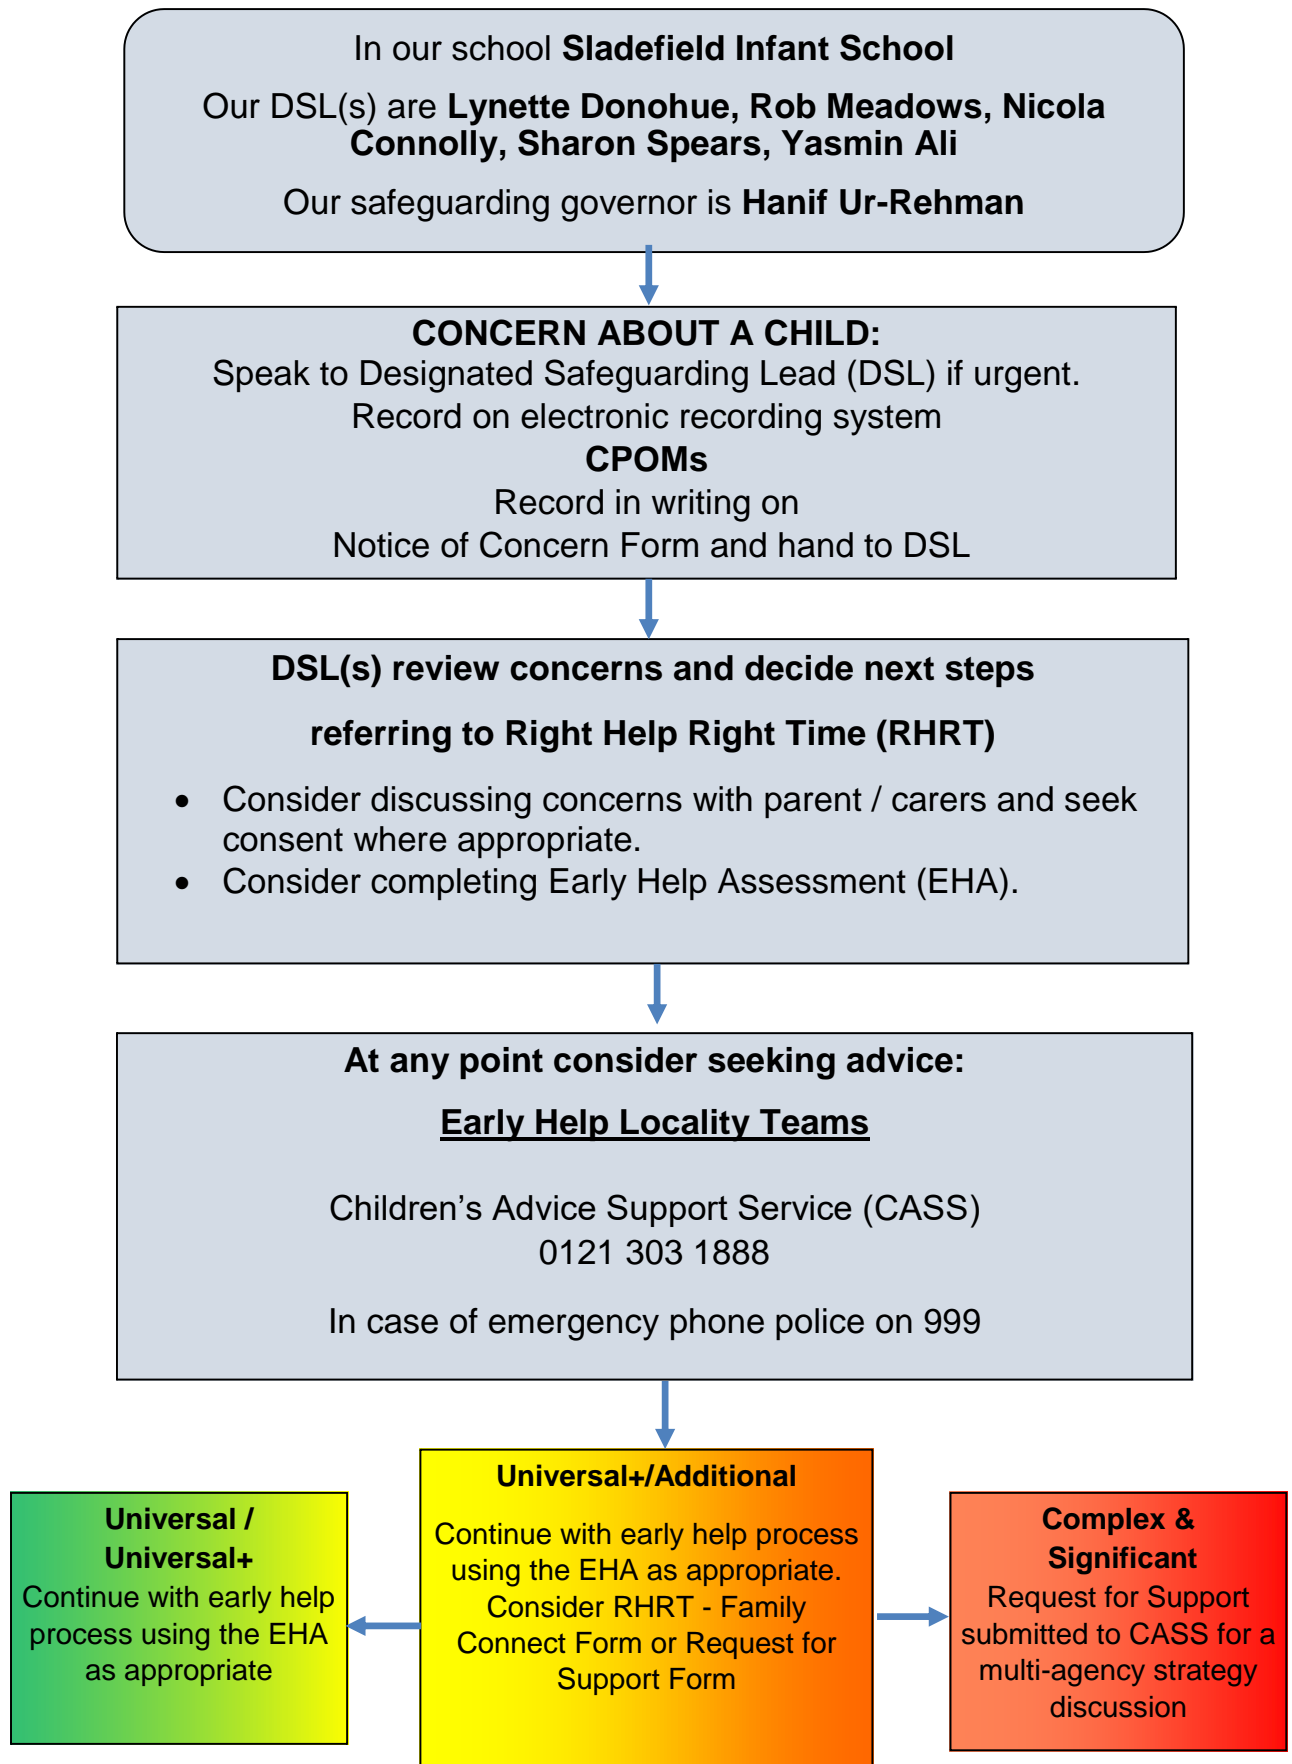 In our school Sladefield Infant School
Our DSL(s) are Lynette Donohue, Rob Meadows, Nicola
Connolly, Sharon Spears, Yasmin Ali
Our safeguarding governor is Hanif Ur-Rehman
CONCERN ABOUT A CHILD:
Speak to Designated Safeguarding Lead (DSL) if urgent.
Record on electronic recording system
CPOMs
Record in writing on
Notice of Concern Form and hand to DSL
DSL(s) review concerns and decide next steps
referring to Right Help Right Time (RHRT)
• Consider discussing concerns with parent / carers and seek
consent where appropriate.
• Consider completing Early Help Assessment (EHA).
At any point consider seeking advice:
Early Help Locality Teams
Children’s Advice Support Service (CASS)
0121 303 1888
In case of emergency phone police on 999
Universal /
Universal+
Continue with early help
process using the EHA
as appropriate
Universal+/Additional
Continue with early help process
using the EHA as appropriate.
Consider RHRT - Family
Connect Form or Request for
Support Form
Complex &
Significant
Request for Support
submitted to CASS for a
multi-agency strategy
discussion